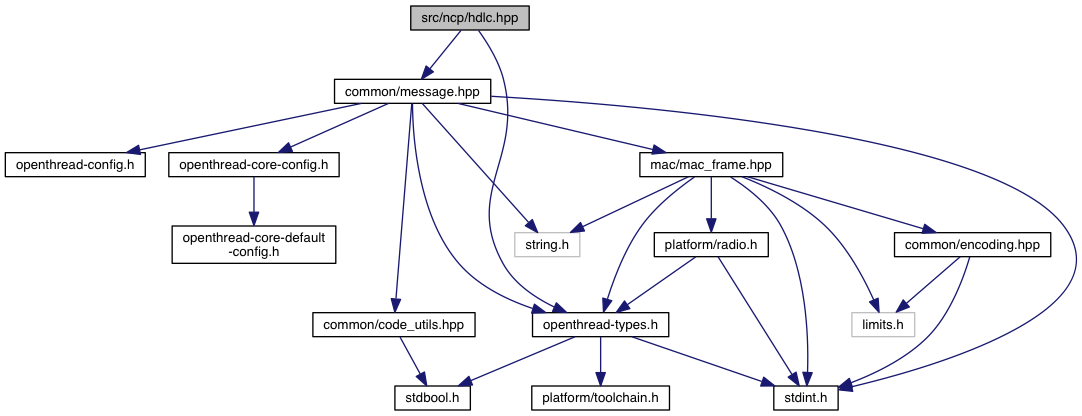 src/ncp/hdlc.hpp
common/message.hpp
openthread-config.h
openthread-core-config.h
mac/mac_frame.hpp
openthread-core-default
-config.h
string.h
platform/radio.h
common/encoding.hpp
common/code_utils.hpp
openthread-types.h
limits.h
stdbool.h
platform/toolchain.h
stdint.h